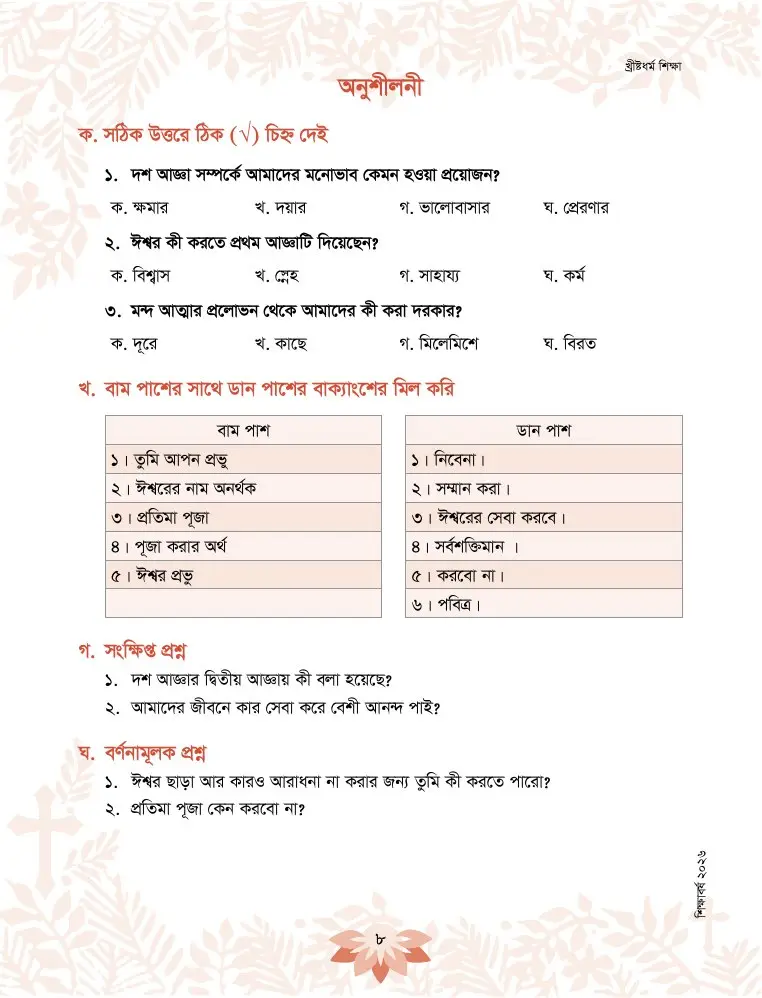 খ্রীষ্টধর্ম শিক্ষা
অনুশীলনী
ক. সঠিক উত্তরে ঠিক (√) চিহ্ন দেই
১. দশ আজ্ঞা সম্পর্কে আমাদের মনোভাব কেমন হওয়া প্রয়োজন?
ক. ক্ষমার খ. দয়ার গ. ভালোবাসার ঘ. প্রেরণার
২. ঈশ্বর কী করতে প্রথম আজ্ঞাটি দিয়েছেন?
ক. বিশ্বাস খ. স্নেহ গ. সাহায্য ঘ. কর্ম
৩. মন্দ আত্মার প্রলোভন থেকে আমাদের কী করা দরকার?
ক. দূরে খ. কাছে গ. মিলেমিশে ঘ. বিরত
খ. বাম পাশের সাথে ডান পাশের বাক্যাংশের মিল করি
বাম পাশ ডান পাশ
১। তুমি আপন প্রভু ১। নিবেনা।
২। ঈশ্বরের নাম অনর্থক ২। সম্মান করা।
৩। প্রতিমা পূজা ৩। ঈশ্বরের সেবা করবে।
৪। পূজা করার অর্থ ৪। সর্বশক্তিমান ।
৫। ঈশ্বর প্রভু ৫। করবো না।
৬। পবিত্র।
গ. সংক্ষিপ্ত প্রশ্ন
১. দশ আজ্ঞার দ্বিতীয় আজ্ঞায় কী বলা হয়েছে?
২. আমাদের জীবনে কার সেবা করে বেশী আনন্দ পাই?
ঘ. বর্ণনামূলক প্রশ্ন
১. ঈশ্বর ছাড়া আর কারও আরাধনা না করার জন্য তুমি কী করতে পারো?
২. প্রতিমা পূজা কেন করবো না?
শিক্ষাবর্ষ ২০২৬
৮